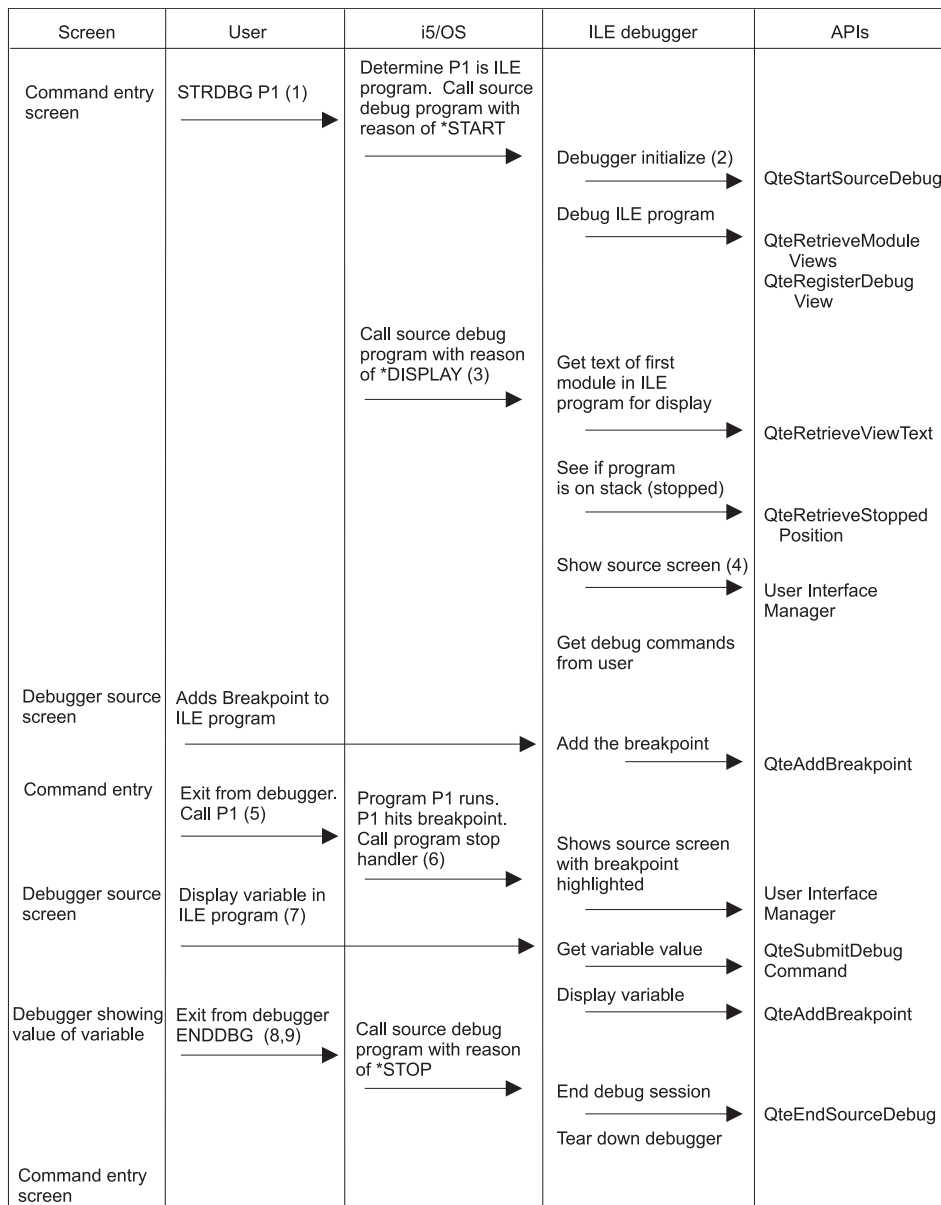 Screen
User
i5/OS
ILE debugger
APIs
Command entry
screen
STRDBG P1 (1)
Determine P1 is ILE
program. Call source
debug program with
reason of *START
Debugger initialize (2)
QteStartSourceDebug
Debug ILE program
QteRetrieveModule
Views
QteRegisterDebug
View
Call source debug
program with reason
of *DISPLAY (3)
Get text of first
module in ILE
program for display
QteRetrieveViewText
See if program
is on stack (stopped)
QteRetrieveStopped
Position
Show source screen (4)
User Interface
Manager
Get debug commands
from user
Debugger source
screen
Adds Breakpoint to
ILE program
Add the breakpoint
QteAddBreakpoint
Command entry
Exit from debugger.
Call P1 (5)
Program P1 runs.
P1 hits breakpoint.
Call program stop
handler (6)
Shows source screen
with breakpoint
highlighted
User Interface
Manager
Debugger source
screen
Display variable in
ILE program (7)
Get variable value
QteSubmitDebug
Command
Display variable
QteAddBreakpoint
Debugger showing
value of variable
Exit from debugger
ENDDBG (8,9)
Call source debug
program with reason
of *STOP
End debug session
QteEndSourceDebug
Tear down debugger
Command entry
screen